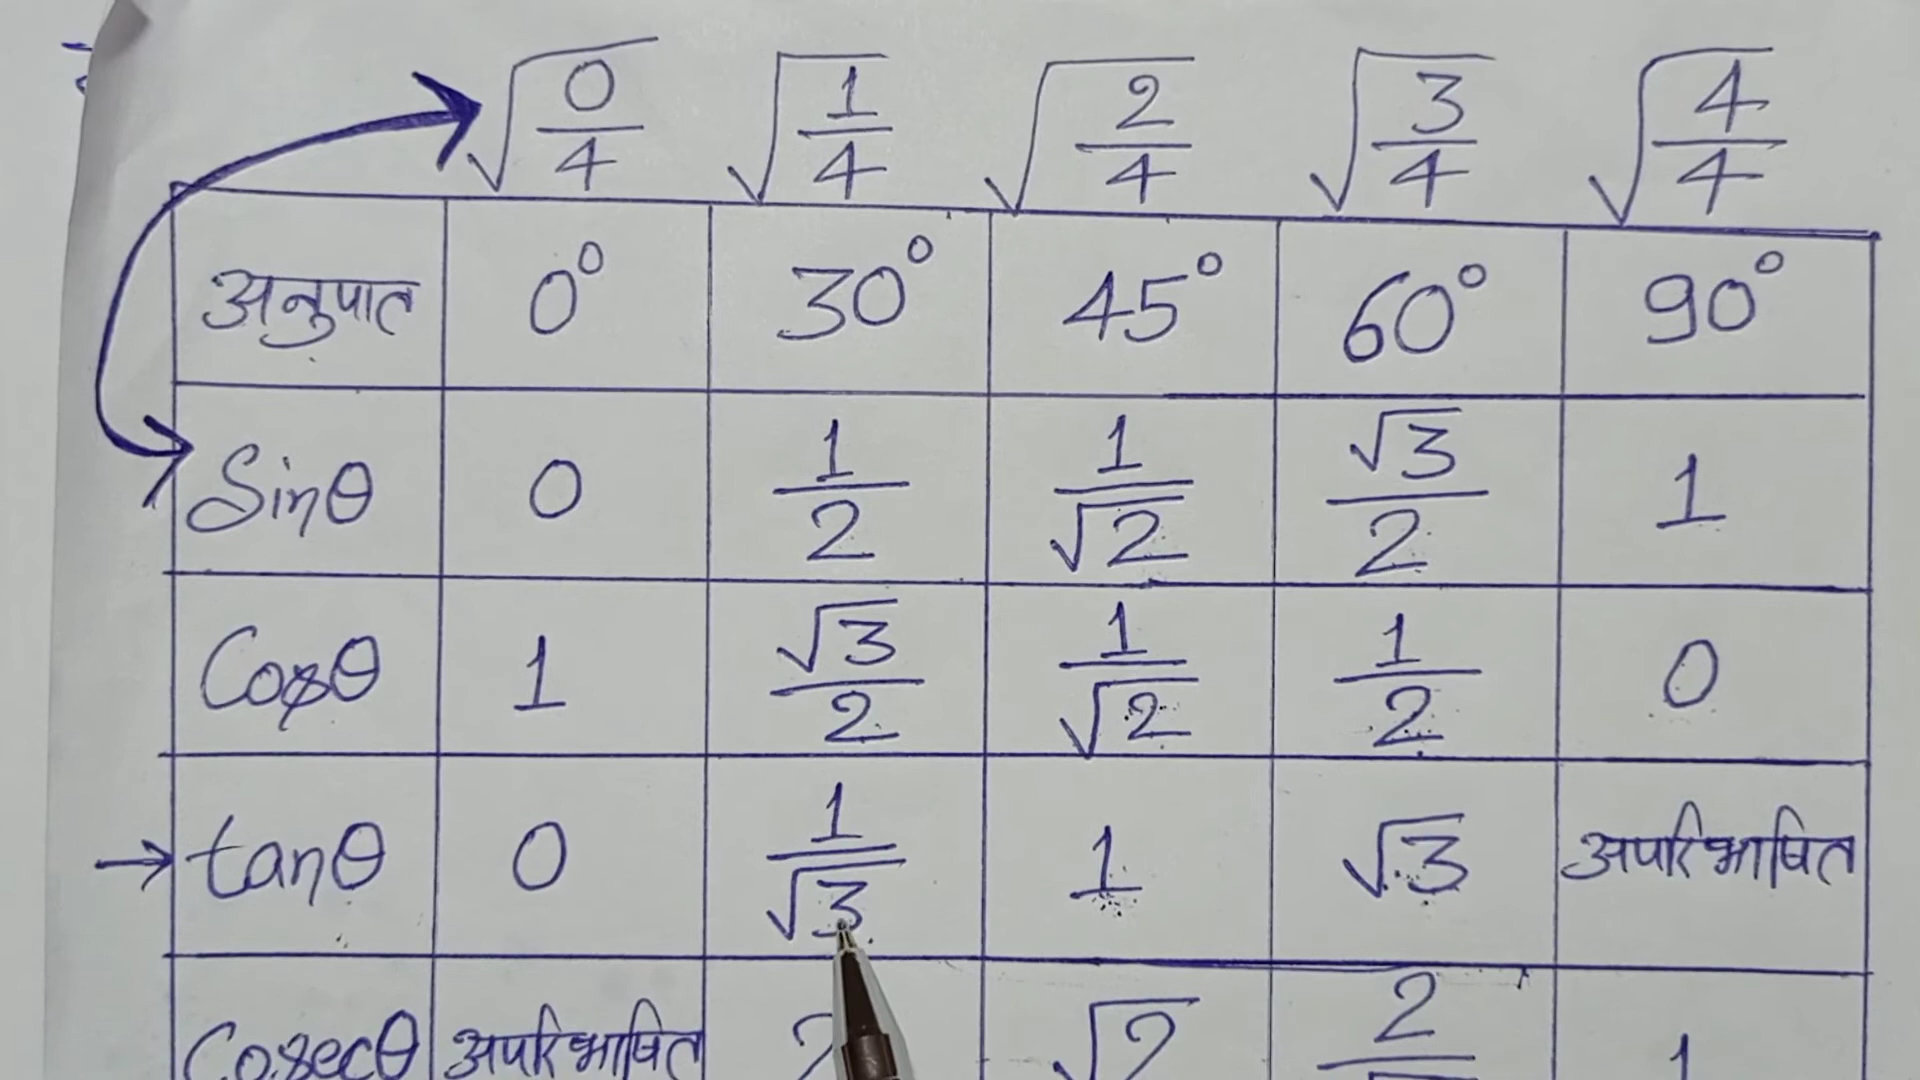 √0/4 √1/4 √2/4 √3/4 √4/4
अनुपात 0° 30° 45° 60° 90°
Sinθ 0 1/2 1/√2 √3/2 1
Cosθ 1 √3/2 1/√2 1/2 0
tanθ 0 1/√3 1 √3 अपरिभाषित
Cosecθ अपरिभाषित 2 √2 2 1